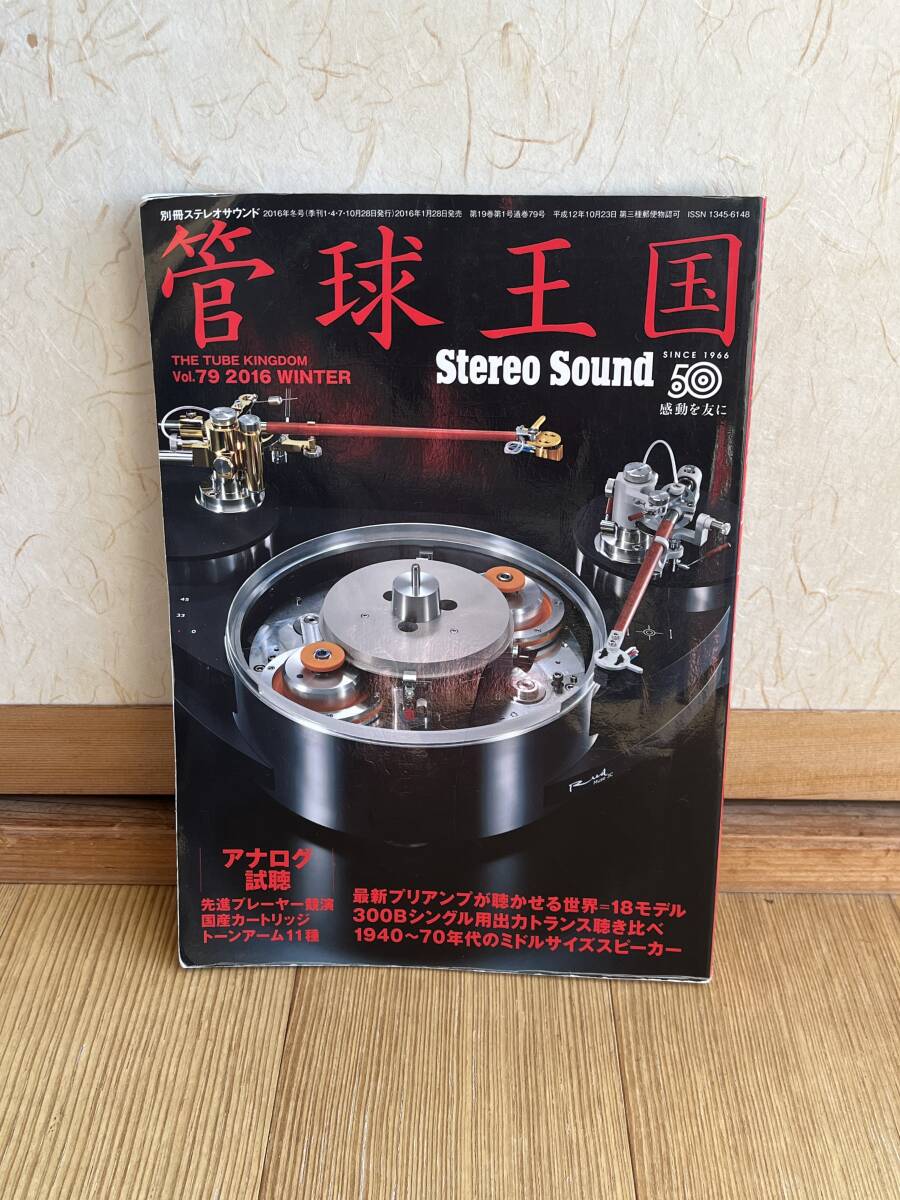 別冊ステレオサウンド 2016年冬号(季刊1・4・7・10月28日発行)2016年1月28日発売 第19巻第1号通巻79号 平成12年10月23日 第三種郵便物認可 ISSN 1345-6148
管球王国
THE TUBE KINGDOM
Vol.79 2016 WINTER
Stereo Sound
SINCE 1966
50
感動を友に
45
33
0
アナログ
試聴
先進プレーヤー競演
国産カートリッジ
トーンアーム11種
最新プリアンプが聴かせる世界=18モデル
300Bシングル用出力トランス聴き比べ
1940〜70年代のミドルサイズスピーカー